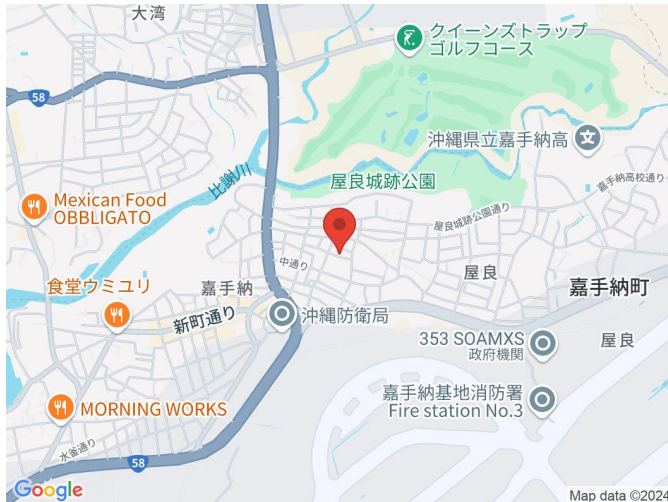 大湾
クイーンズトラップ
ゴルフコース
58
沖縄県立嘉手納高
比謝川
屋良城跡公園
嘉手納高校通り
Mexican Food
OBBLIGATO
屋良城跡公園通り
中通り
屋良
嘉手納
嘉手納町
食堂ウミユリ
新町通り
沖縄防衛局
353 SOAMXS
政府機関
屋良
嘉手納基地消防署
Fire station No.3
MORNING WORKS
水釜通り
58
Google
Map data ©2024